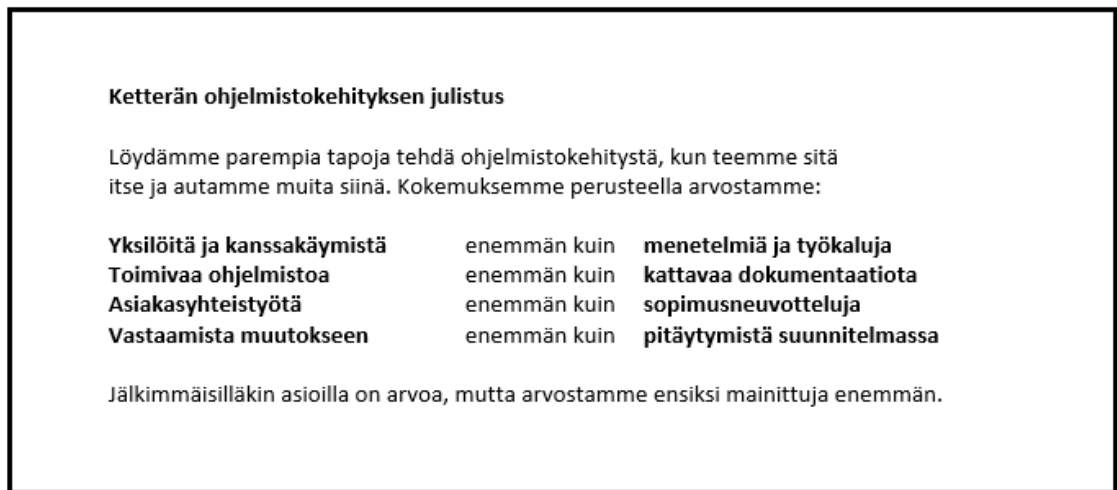 Ketterän ohjelmistokehityksen julistus
Löydämme parempia tapoja tehdä ohjelmistokehitystä, kun teemme sitä
itse ja autamme muita siinä. Kokemuksemme perusteella arvostamme:
Yksilöitä ja kanssakäymistä enemmän kuin menetelmiä ja työkaluja
Toimivaa ohjelmistoa enemmän kuin kattavaa dokumentaatiota
Asiakasyhteistyötä enemmän kuin sopimusneuvotteluja
Vastaamista muutokseen enemmän kuin pitäytymistä suunnitelmassa
Jälkimmäisilläkin asioilla on arvoa, mutta arvostamme ensiksi mainittuja enemmän.